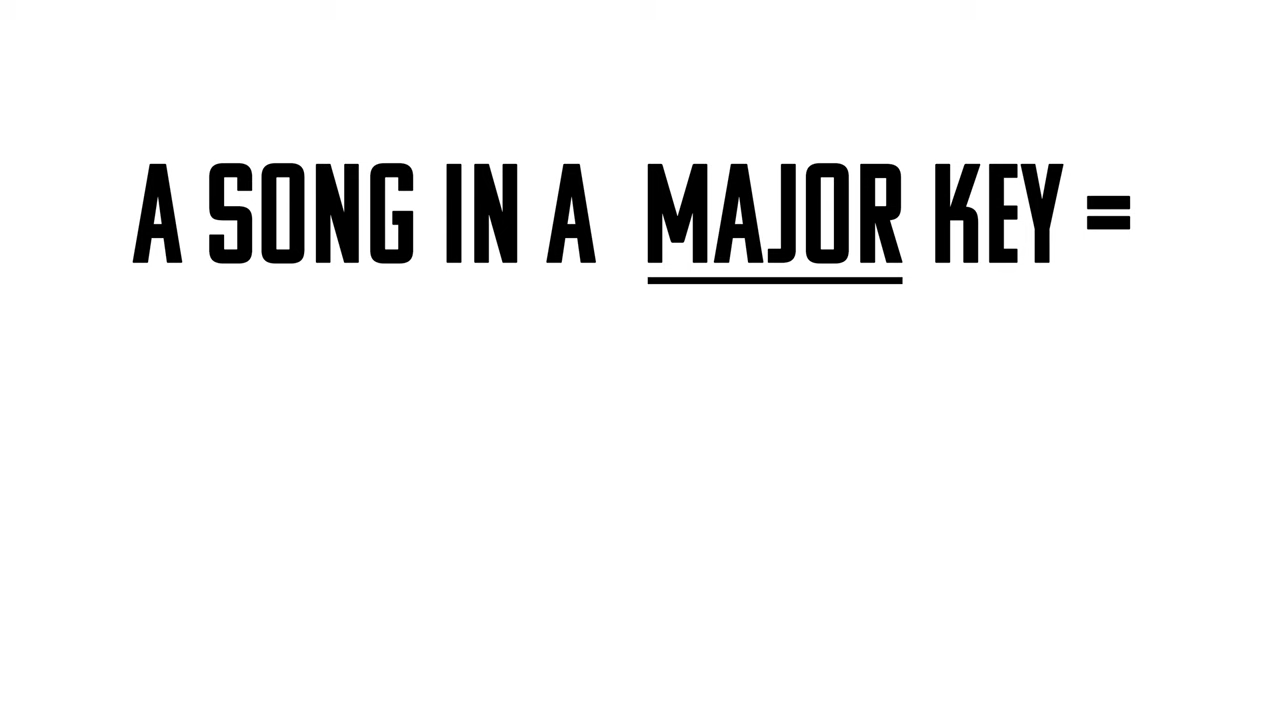 A SONG IN A MAJOR KEY =